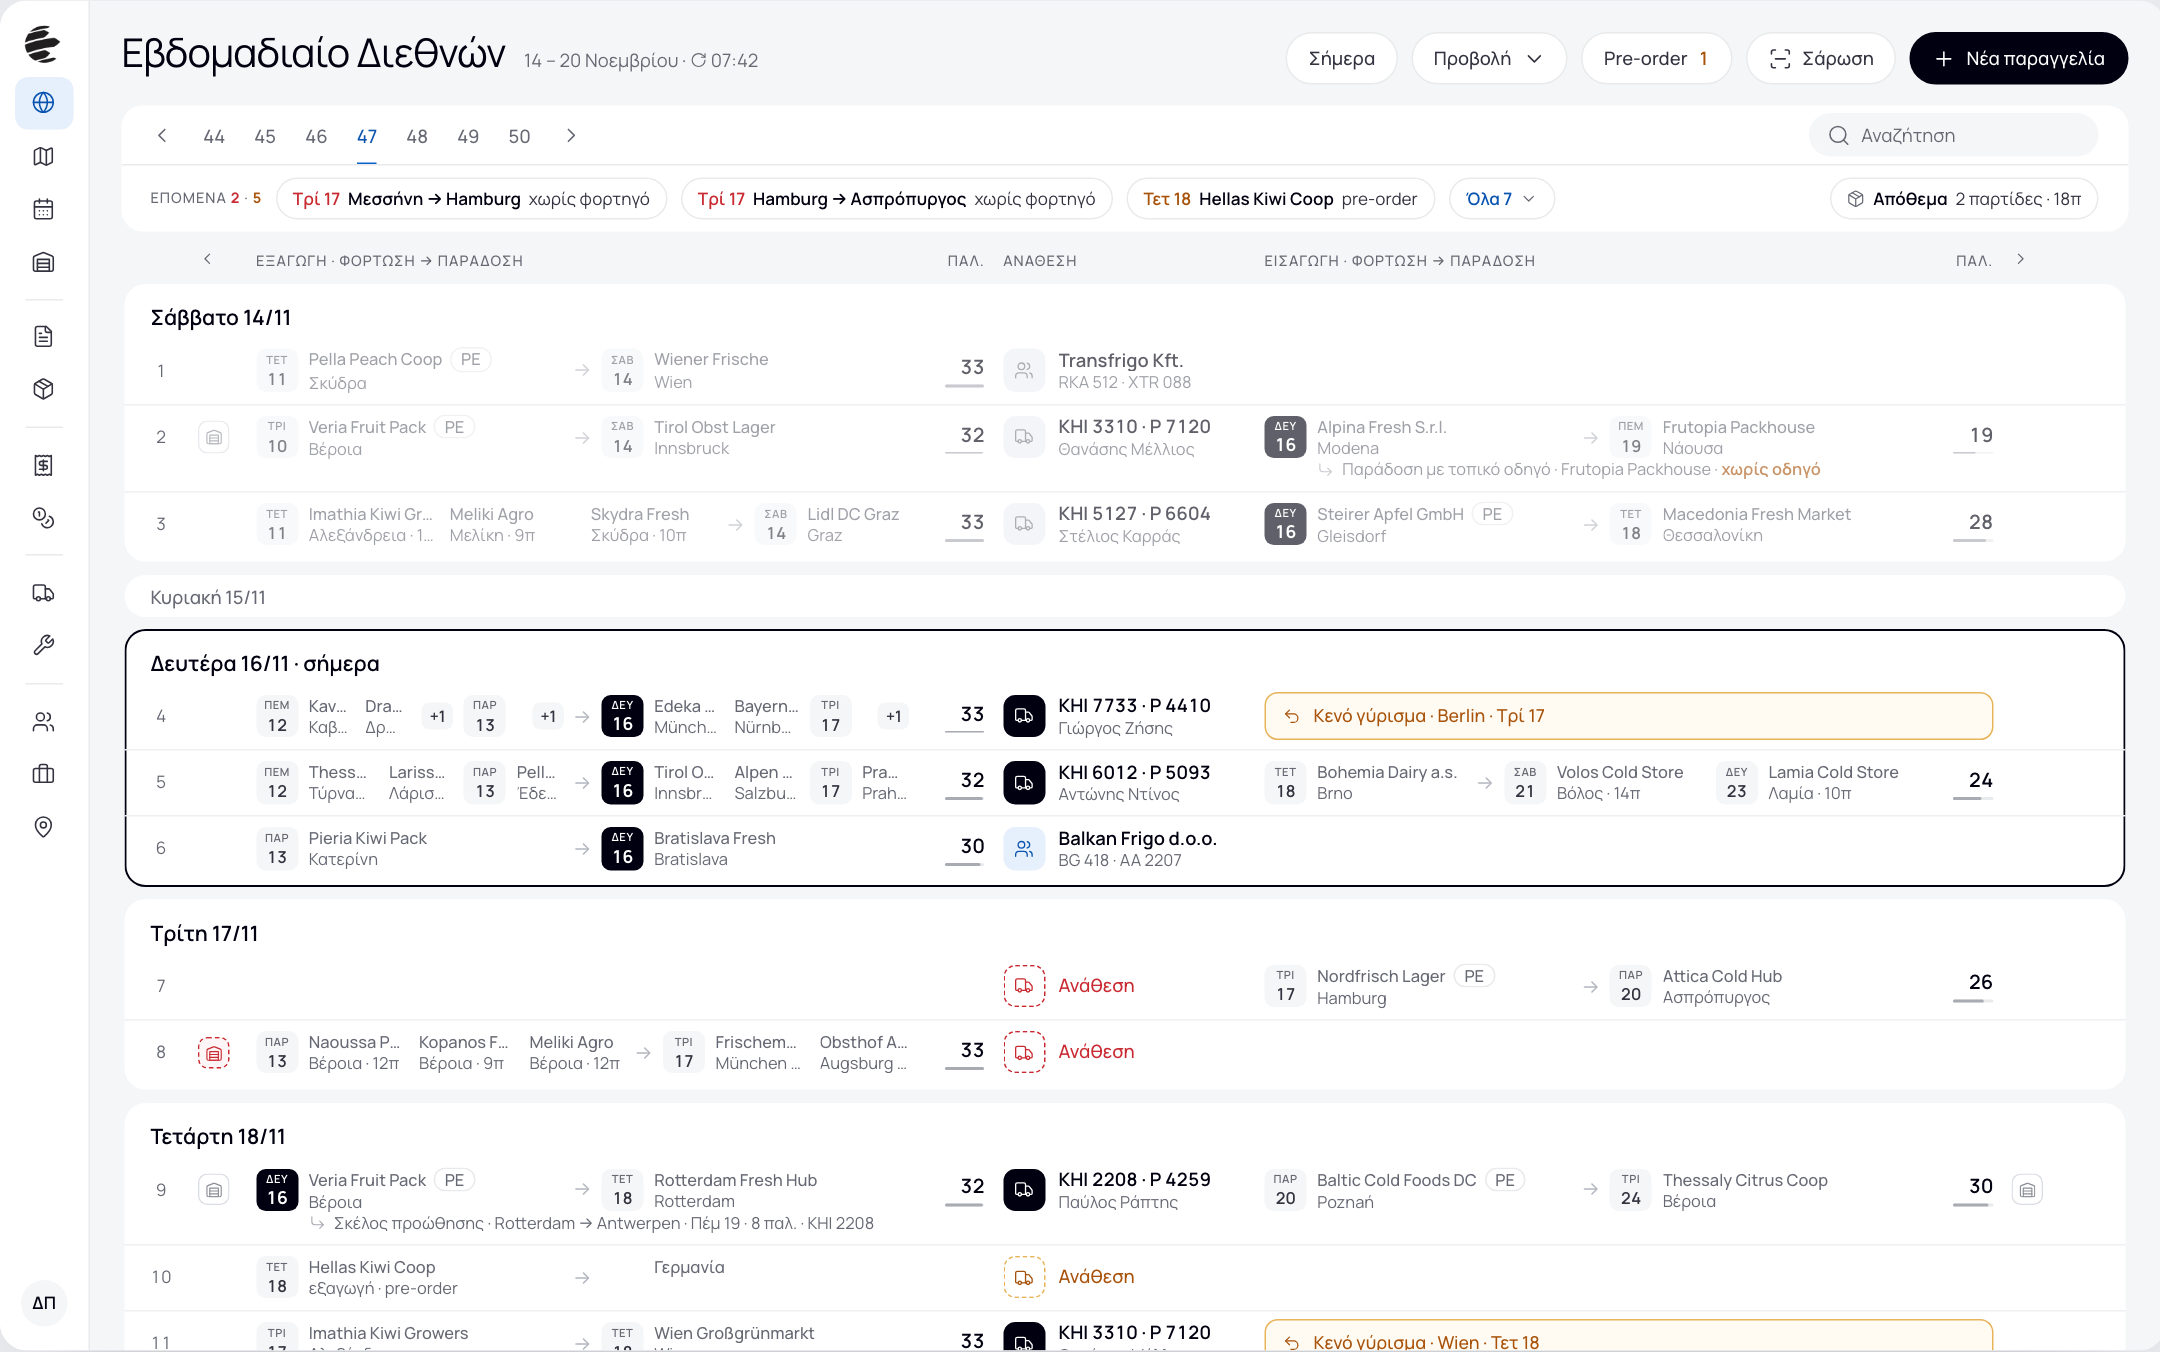 Εβδομαδιαίο Διεθνών 14 – 20 Νοεμβρίου · 07:42
Σήμερα Προβολή Pre-order 1 Σάρωση Νέα παραγγελία
44 45 46 47 48 49 50 Αναζήτηση
ΕΠΟΜΕΝΑ 2 · 5 Τρί 17 Μεσσήνη → Hamburg χωρίς φορτηγό Τρί 17 Hamburg → Ασπρόπυργος χωρίς φορτηγό Τετ 18 Hellas Kiwi Coop pre-order Όλα 7 Απόθεμα 2 παρτίδες · 18π
ΕΞΑΓΩΓΗ · ΦΟΡΤΩΣΗ → ΠΑΡΑΔΟΣΗ ΠΑΛ. ΑΝΑΘΕΣΗ ΕΙΣΑΓΩΓΗ · ΦΟΡΤΩΣΗ → ΠΑΡΑΔΟΣΗ ΠΑΛ.
Σάββατο 14/11
1 ΤΕΤ 11 Pella Peach Coop PE → ΣΑΒ 14 Wiener Frische 33 Transfrigo Kft.
Σκύδρα Wien RKA 512 · XTR 088
2 ΤΡΙ 10 Veria Fruit Pack PE → ΣΑΒ 14 Tirol Obst Lager 32 KHI 3310 · P 7120 ΔΕΥ 16 Alpina Fresh S.r.l. → ΠΕΜ 19 Frutopia Packhouse 19
Βέροια Innsbruck Θανάσης Μέλλιος Modena Νάουσα
Παράδοση με τοπικό οδηγό · Frutopia Packhouse · χωρίς οδηγό
3 ΤΕΤ 11 Imathia Kiwi Gr... Meliki Agro Skydra Fresh → ΣΑΒ 14 Lidl DC Graz 33 KHI 5127 · P 6604 ΔΕΥ 16 Steirer Apfel GmbH PE → ΤΕΤ 18 Macedonia Fresh Market 28
Αλεξάνδρεια · 1... Μελίκη · 9π Σκύδρα · 10π Graz Στέλιος Καρράς Gleisdorf Θεσσαλονίκη
Κυριακή 15/11
Δευτέρα 16/11 · σήμερα
4 ΠΕΜ 12 Kav... Dra... +1 ΠΑΡ 13 +1 → ΔΕΥ 16 Edeka ... Bayern... ΤΡΙ 17 +1 33 KHI 7733 · P 4410 Κενό γύρισμα · Berlin · Τρί 17
Καβ... Δρ... Münch... Nürnb... Γιώργος Ζήσης
5 ΠΕΜ 12 Thess... Lariss... ΠΑΡ 13 Pell... → ΔΕΥ 16 Tirol O... Alpen ... ΤΡΙ 17 Pra... 32 KHI 6012 · P 5093 ΤΕΤ 18 Bohemia Dairy a.s. → ΣΑΒ 21 Volos Cold Store ΔΕΥ 23 Lamia Cold Store 24
Τύρνα... Λάρισ... Έδε... Innsbr... Salzbu... Prah... Αντώνης Ντίνος Brno Βόλος · 14π Λαμία · 10π
6 ΠΑΡ 13 Pieria Kiwi Pack → ΔΕΥ 16 Bratislava Fresh 30 Balkan Frigo d.o.o.
Κατερίνη Bratislava BG 418 · AA 2207
Τρίτη 17/11
7 Ανάθεση ΤΡΙ 17 Nordfrisch Lager PE → ΠΑΡ 20 Attica Cold Hub 26
Hamburg Ασπρόπυργος
8 ΠΑΡ 13 Naoussa P... Kopanos F... Meliki Agro → ΤΡΙ 17 Frischem... Obsthof A... 33 Ανάθεση
Βέροια · 12π Βέροια · 9π Βέροια · 12π München ... Augsburg ...
Τετάρτη 18/11
9 ΔΕΥ 16 Veria Fruit Pack PE → ΤΕΤ 18 Rotterdam Fresh Hub 32 KHI 2208 · P 4259 ΠΑΡ 20 Baltic Cold Foods DC PE → ΤΡΙ 24 Thessaly Citrus Coop 30
Βέροια Rotterdam Παύλος Ράπτης Poznań Βέροια
Σκέλος προώθησης · Rotterdam → Antwerpen · Πέμ 19 · 8 παλ. · KHI 2208
10 ΤΕΤ 18 Hellas Kiwi Coop → Γερμανία Ανάθεση
εξαγωγή · pre-order
11 ΤΡΙ Imathia Kiwi Growers → ΤΕΤ Wien Großgrünmarkt 33 KHI 3310 · P 7120 Κενό γύρισμα · Wien · Τετ 18
ΔΠ